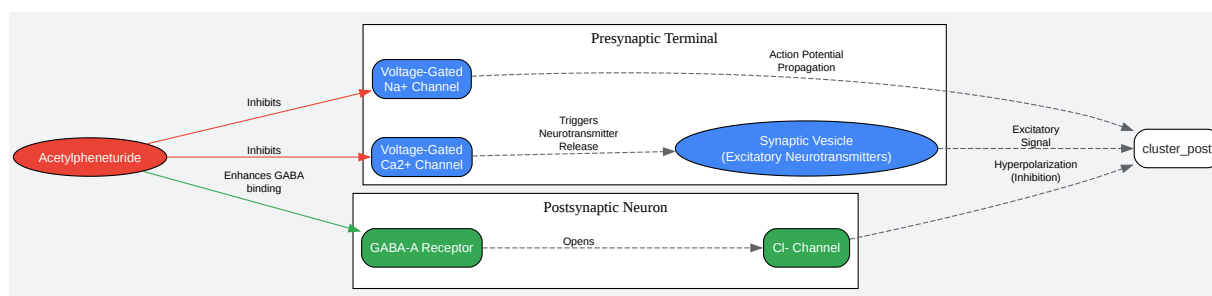 Presynaptic Terminal
Action Potential
Propagation
Voltage-Gated
Na+ Channel
Inhibits
Triggers
Neurotransmitter
Release
Excitatory
Signal
Synaptic Vesicle
(Excitatory Neurotransmitters)
Voltage-Gated
Ca2+ Channel
Inhibits
Acetylpheneturide
cluster_post
Hyperpolarization
(Inhibition)
Enhances GABA
binding
Postsynaptic Neuron
GABA-A Receptor
Opens
Cl- Channel